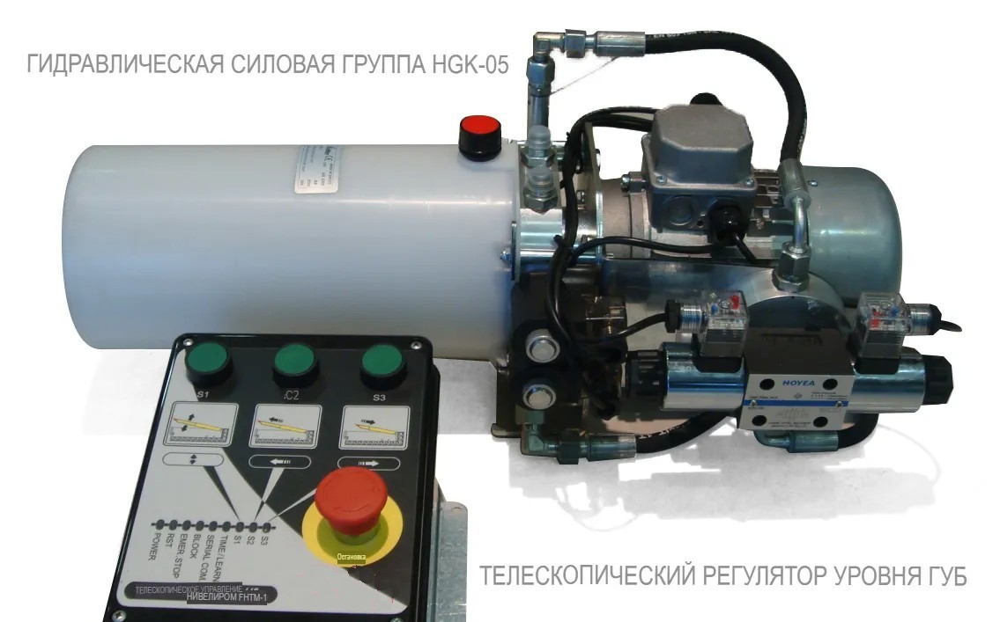 ГИДРАВЛИЧЕСКАЯ СИЛОВАЯ ГРУППА HGK-05
HOYEA
S1
.C2
S3
POWER
RST
EMER. STOP
BLOCK
SERIAL COM.
TIME/LEARN
S1
S2
S3
Остановка
ТЕЛЕСКОПИЧЕСКОЕ УПРАВЛЕНИЕ
НИВЕЛИРОМ FHTM-1
ТЕЛЕСКОПИЧЕСКИЙ РЕГУЛЯТОР УРОВНЯ ГУБ